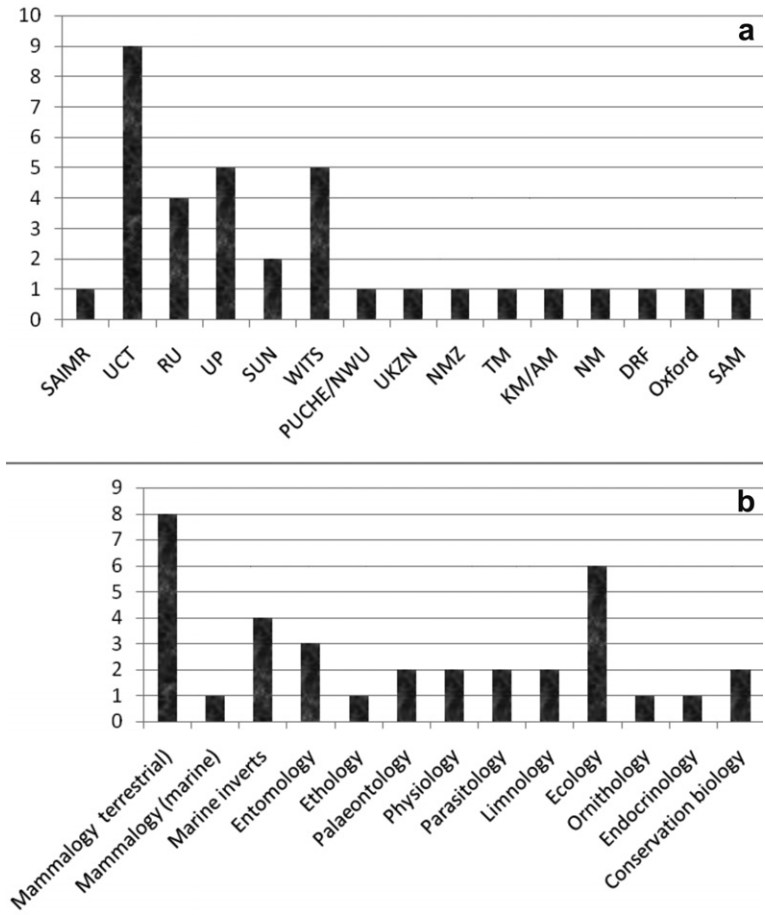 a
10
9
8
7
6
5
4
3
2
1
0
SAIMR
UCT
RU
UP
SUN
WITS
PUCHE/NWU
UKZN
NMZ
TM
KM/AM
NM
DRF
Oxford
SAM
b
9
8
7
6
5
4
3
2
1
0
Mammalogy terrestrial)
Mammalogy (marine)
Marine inverts
Entomology
Ethology
Palaeontology
Physiology
Parasitology
Limnology
Ecology
Ornithology
Endocrinology
Conservation biology